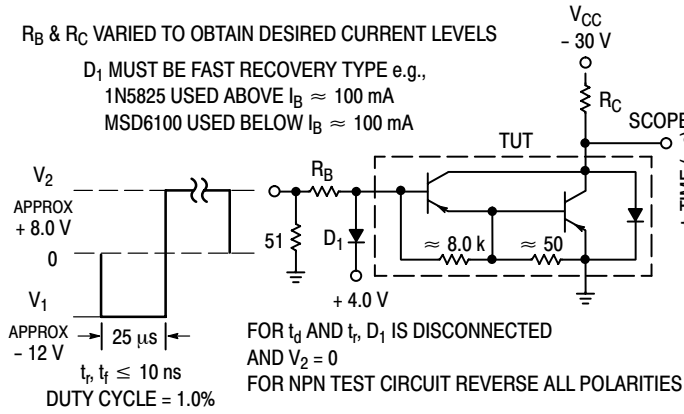 R_B & R_C VARIED TO OBTAIN DESIRED CURRENT LEVELS
D_1 MUST BE FAST RECOVERY TYPE e.g.,
1N5825 USED ABOVE I_B ≈ 100 mA
MSD6100 USED BELOW I_B ≈ 100 mA
V_CC
– 30 V
R_C
SCOPE
TUT
R_B
V_2
APPROX
+ 8.0 V
0
V_1
APPROX
– 12 V
25 μs
t_r, t_f ≤ 10 ns
DUTY CYCLE = 1.0%
51
D_1
+ 4.0 V
≈ 8.0 k
≈ 50
FOR t_d AND t_r, D_1 IS DISCONNECTED
AND V_2 = 0
FOR NPN TEST CIRCUIT REVERSE ALL POLARITIES